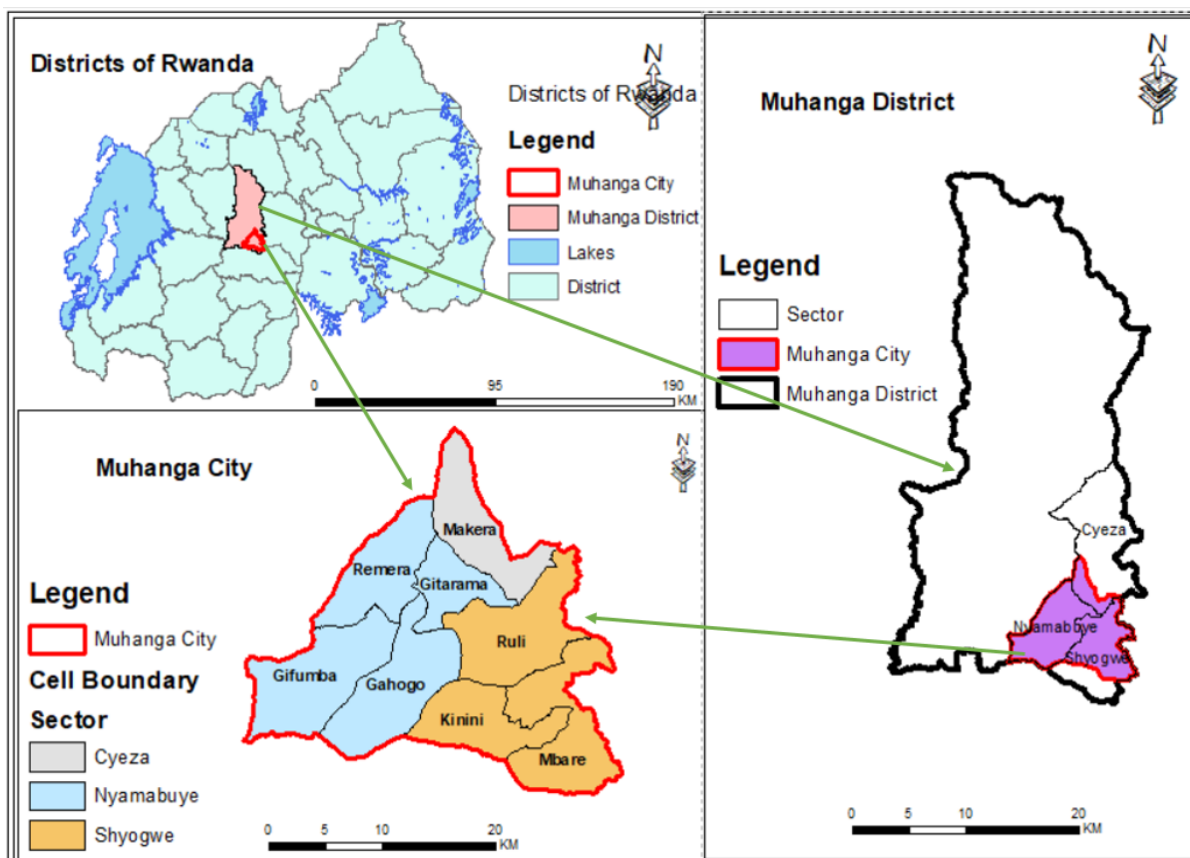 Districts of Rwanda
N
Districts of Rwanda
Legend
Muhanga City
Muhanga District
Lakes
District
0 95 190
KM
Muhanga City
N
Makera
Remera
Gitarama
Ruli
Gifumba
Gahogo
Kinini
Mbare
Legend
Muhanga City
Cell Boundary
Sector
Cyeza
Nyamabuye
Shyogwe
0 5 10 20
KM
Muhanga District
N
Legend
Sector
Muhanga City
Muhanga District
Cyeza
Nyamabuye
Shyogwe
0 5 10 20
KM